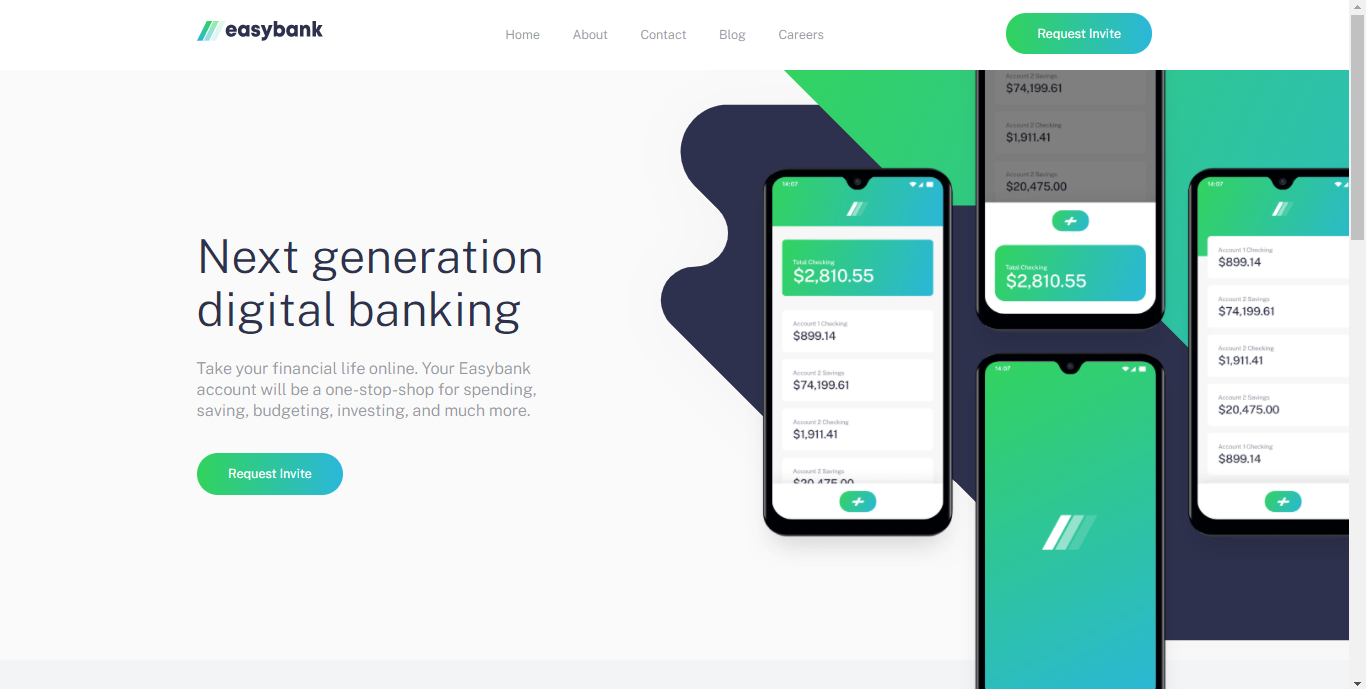 easybank
Home
About
Contact
Blog
Careers
Request Invite
Next generation
digital banking
Take your financial life online. Your Easybank
account will be a one-stop-shop for spending,
saving, budgeting, investing, and much more.
Request Invite
14:07
Total Checking
$2,810.55
Account 1 Checking
$899.14
Account 2 Savings
$74,199.61
Account 2 Checking
$1,911.41
Account 2 Savings
$20,475.00
Account 2 Savings
$74,199.61
Account 2 Checking
$1,911.41
Account 2 Savings
$20,475.00
Total Checking
$2,810.55
14:07
14:07
Account 1 Checking
$899.14
Account 2 Savings
$74,199.61
Account 2 Checking
$1,911.41
Account 2 Savings
$20,475.00
Account 1 Checking
$899.14